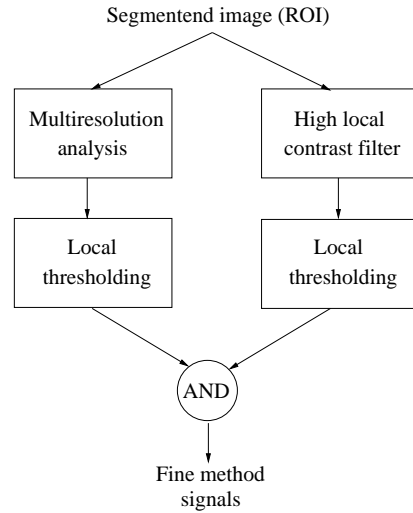 Segmentend image (ROI)
Multiresolution
analysis
High local
contrast filter
Local
thresholding
Local
thresholding
AND
Fine method
signals